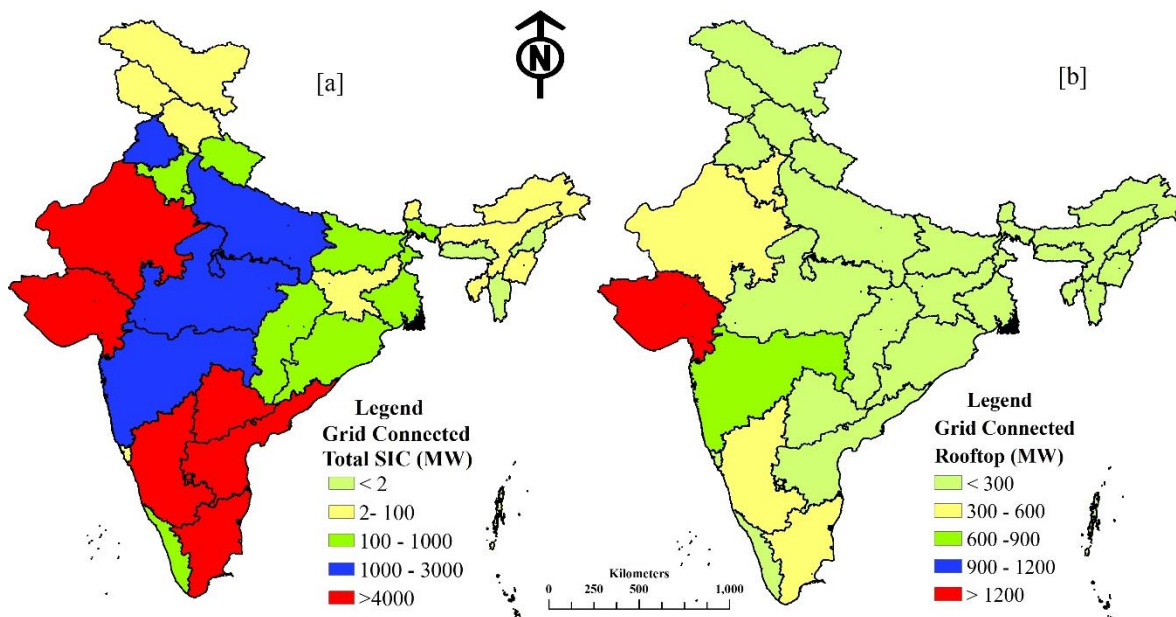 N
[a]
[b]
Legend
Grid Connected
Total SIC (MW)
< 2
2- 100
100 - 1000
1000 - 3000
>4000
Kilometers
0 250 500 1,000
Legend
Grid Connected
Rooftop (MW)
< 300
300 - 600
600 -900
900 - 1200
> 1200